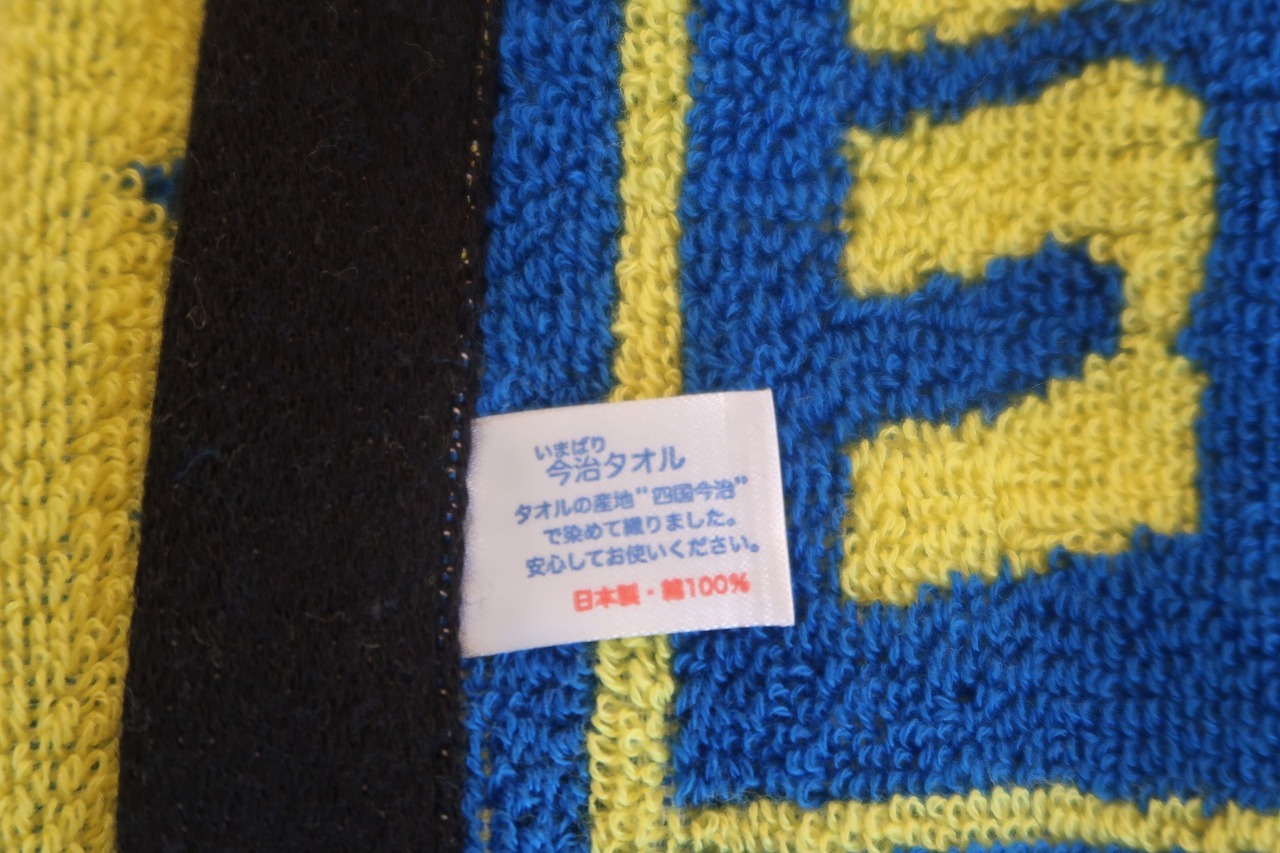 いまばり
今治タオル
タオルの産地"四国今治"
で染めて織りました。
安心してお使いください。
日本製・綿100%